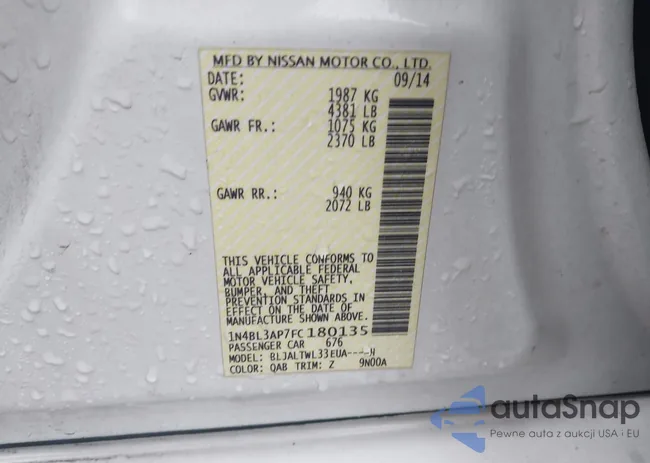 MFD BY NISSAN MOTOR CO., LTD.
DATE: 09/14
GVWR: 1987 KG
4381 LB
GAWR FR.: 1075 KG
2370 LB
GAWR RR.: 940 KG
2072 LB
THIS VEHICLE CONFORMS TO
ALL APPLICABLE FEDERAL
MOTOR VEHICLE SAFETY,
BUMPER, AND THEFT
PREVENTION STANDARDS IN
EFFECT ON THE DATE OF
MANUFACTURE SHOWN ABOVE.
1N4BL3AP7FC180135
PASSENGER CAR 676
MODEL: BLJALTWL33EUA----N
COLOR: QAB TRIM: Z 9N00A
autaSnap
Pewne auta z aukcji USA i EU